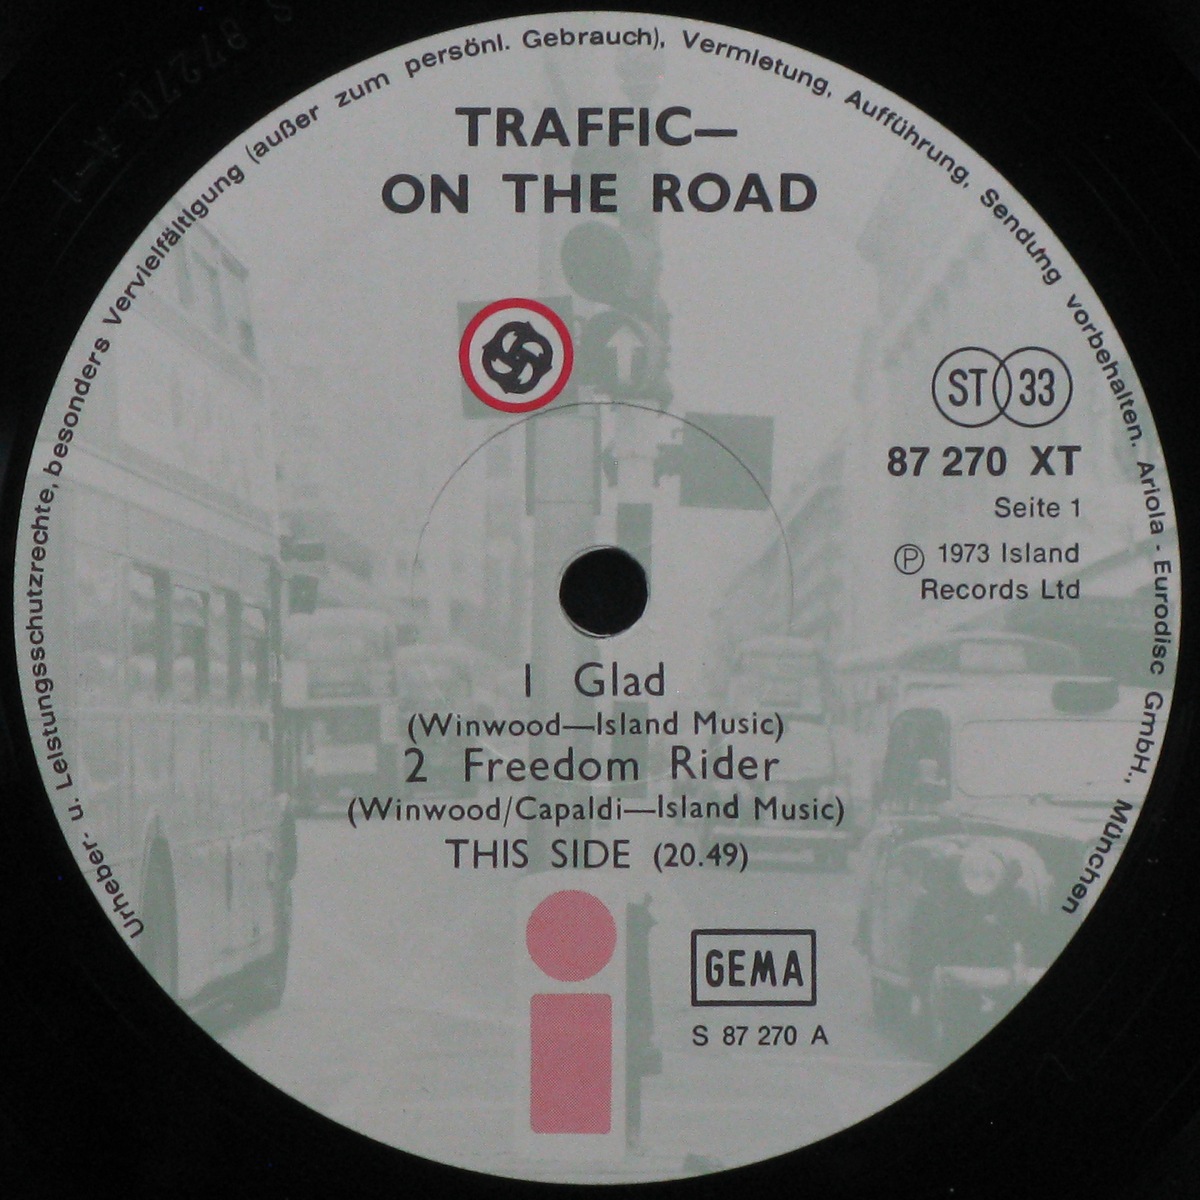 Urheber- u. Leistungsschutzrechte, besonders Vervielfältigung (außer zum persönl. Gebrauch), Vermietung, Aufführung, Sendung vorbehalten. Ariola - Eurodisc GmbH., München
TRAFFIC—
ON THE ROAD
ST 33
87 270 XT
Seite 1
Ⓟ 1973 Island
Records Ltd
1 Glad
(Winwood—Island Music)
2 Freedom Rider
(Winwood/Capaldi—Island Music)
THIS SIDE (20.49)
i
GEMA
S 87 270 A